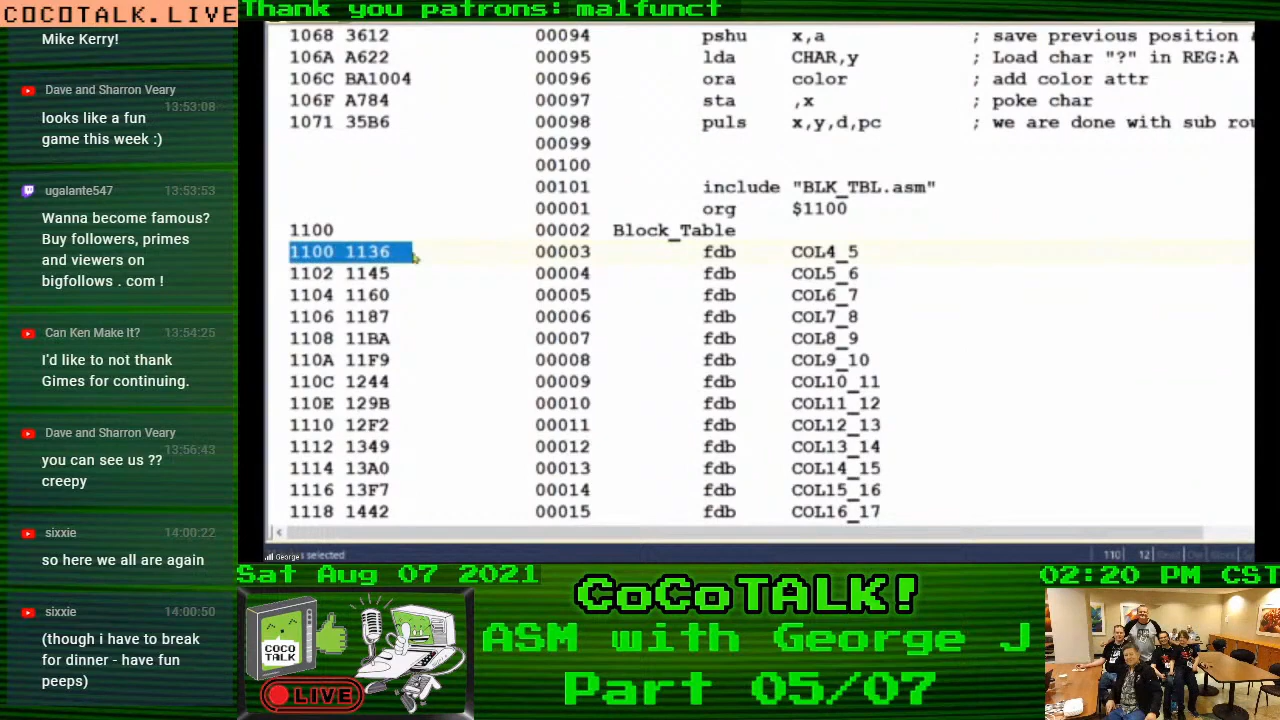 COCOTALK.LIVE
Thank you patrons: malfunct
Mike Kerry!
Dave and Sharron Veary
13:53:08
looks like a fun
game this week :)
ugalante547
13:53:53
Wanna become famous?
Buy followers, primes
and viewers on
bigfollows . com !
Can Ken Make It?
13:54:25
I'd like to not thank
Gimes for continuing.
Dave and Sharron Veary
13:56:43
you can see us ??
creepy
sixxie
14:00:22
so here we all are again
sixxie
14:00:50
(though i have to break
for dinner - have fun
peeps)
1068 3612 00094 pshu x,a ; save previous position
106A A622 00095 lda CHAR,y ; Load char "?" in REG:A
106C BA1004 00096 ora color ; add color attr
106F A784 00097 sta ,x ; poke char
1071 35B6 00098 puls x,y,d,pc ; we are done with sub rou
00099
00100
00101 include "BLK_TBL.asm"
00001 org $1100
1100 00002 Block_Table
1100 1136 00003 fdb COL4_5
1102 1145 00004 fdb COL5_6
1104 1160 00005 fdb COL6_7
1106 1187 00006 fdb COL7_8
1108 11BA 00007 fdb COL8_9
110A 11F9 00008 fdb COL9_10
110C 1244 00009 fdb COL10_11
110E 129B 00010 fdb COL11_12
1110 12F2 00011 fdb COL12_13
1112 1349 00012 fdb COL13_14
1114 13A0 00013 fdb COL14_15
1116 13F7 00014 fdb COL15_16
1118 1442 00015 fdb COL16_17
George
selected
110
12
Sat Aug 07 2021
CoCoTALK!
02:20 PM CST
COCO
TALK
LIVE
ASM with George J
Part 05/07